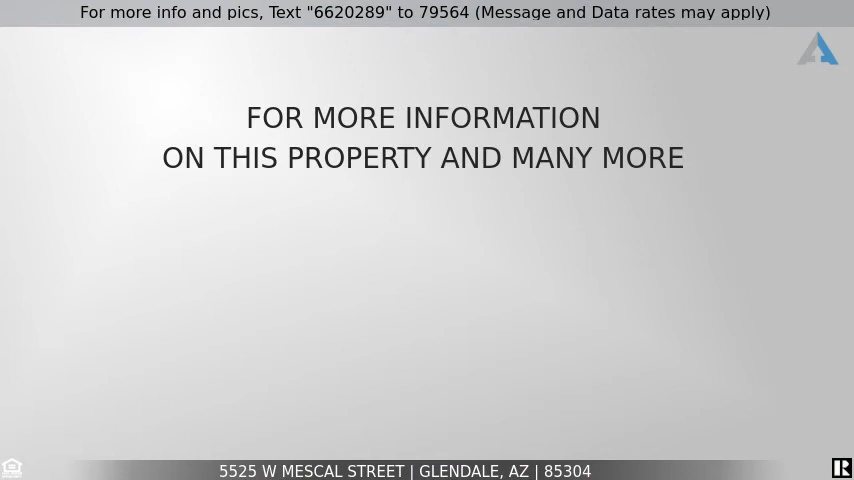 For more info and pics, Text "6620289" to 79564 (Message and Data rates may apply)
FOR MORE INFORMATION
ON THIS PROPERTY AND MANY MORE
5525 W MESCAL STREET | GLENDALE, AZ | 85304